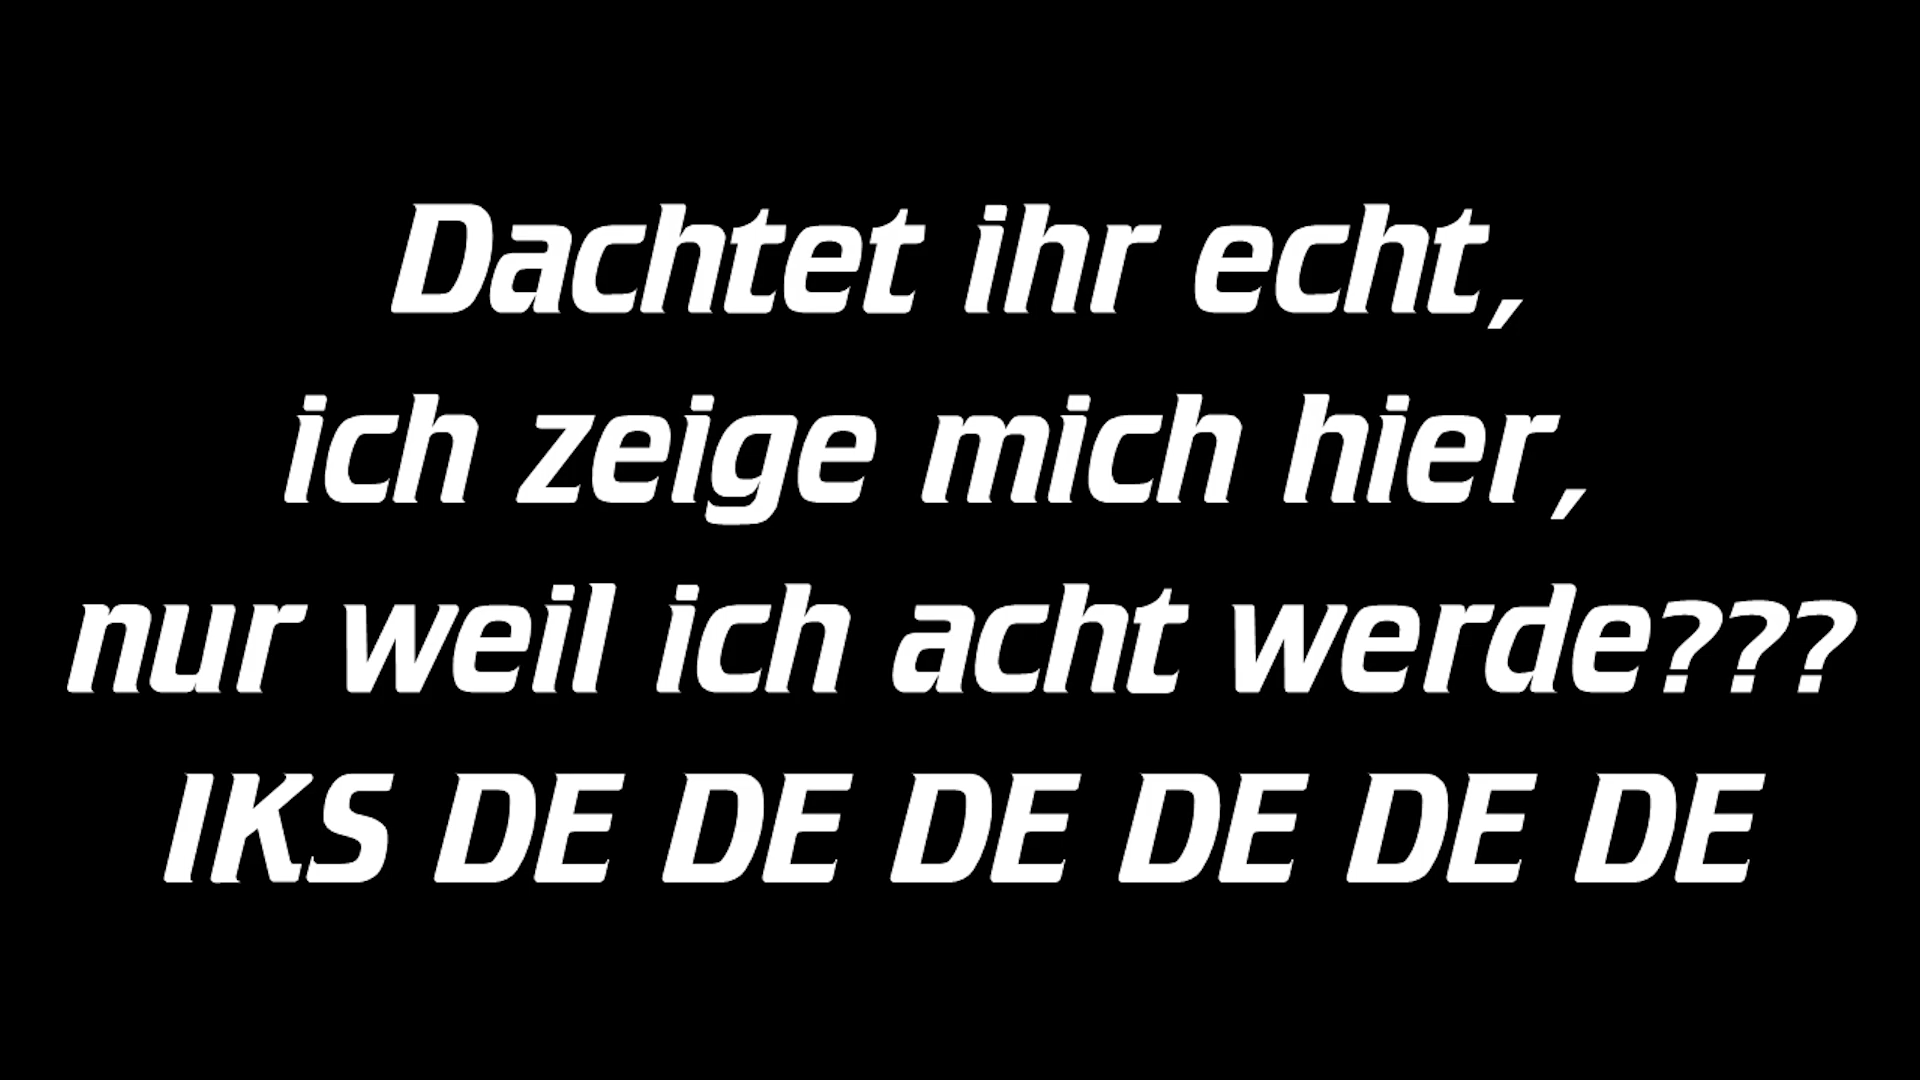 Dachtet ihr echt,
ich zeige mich hier,
nur weil ich acht werde???
IKS DE DE DE DE DE DE